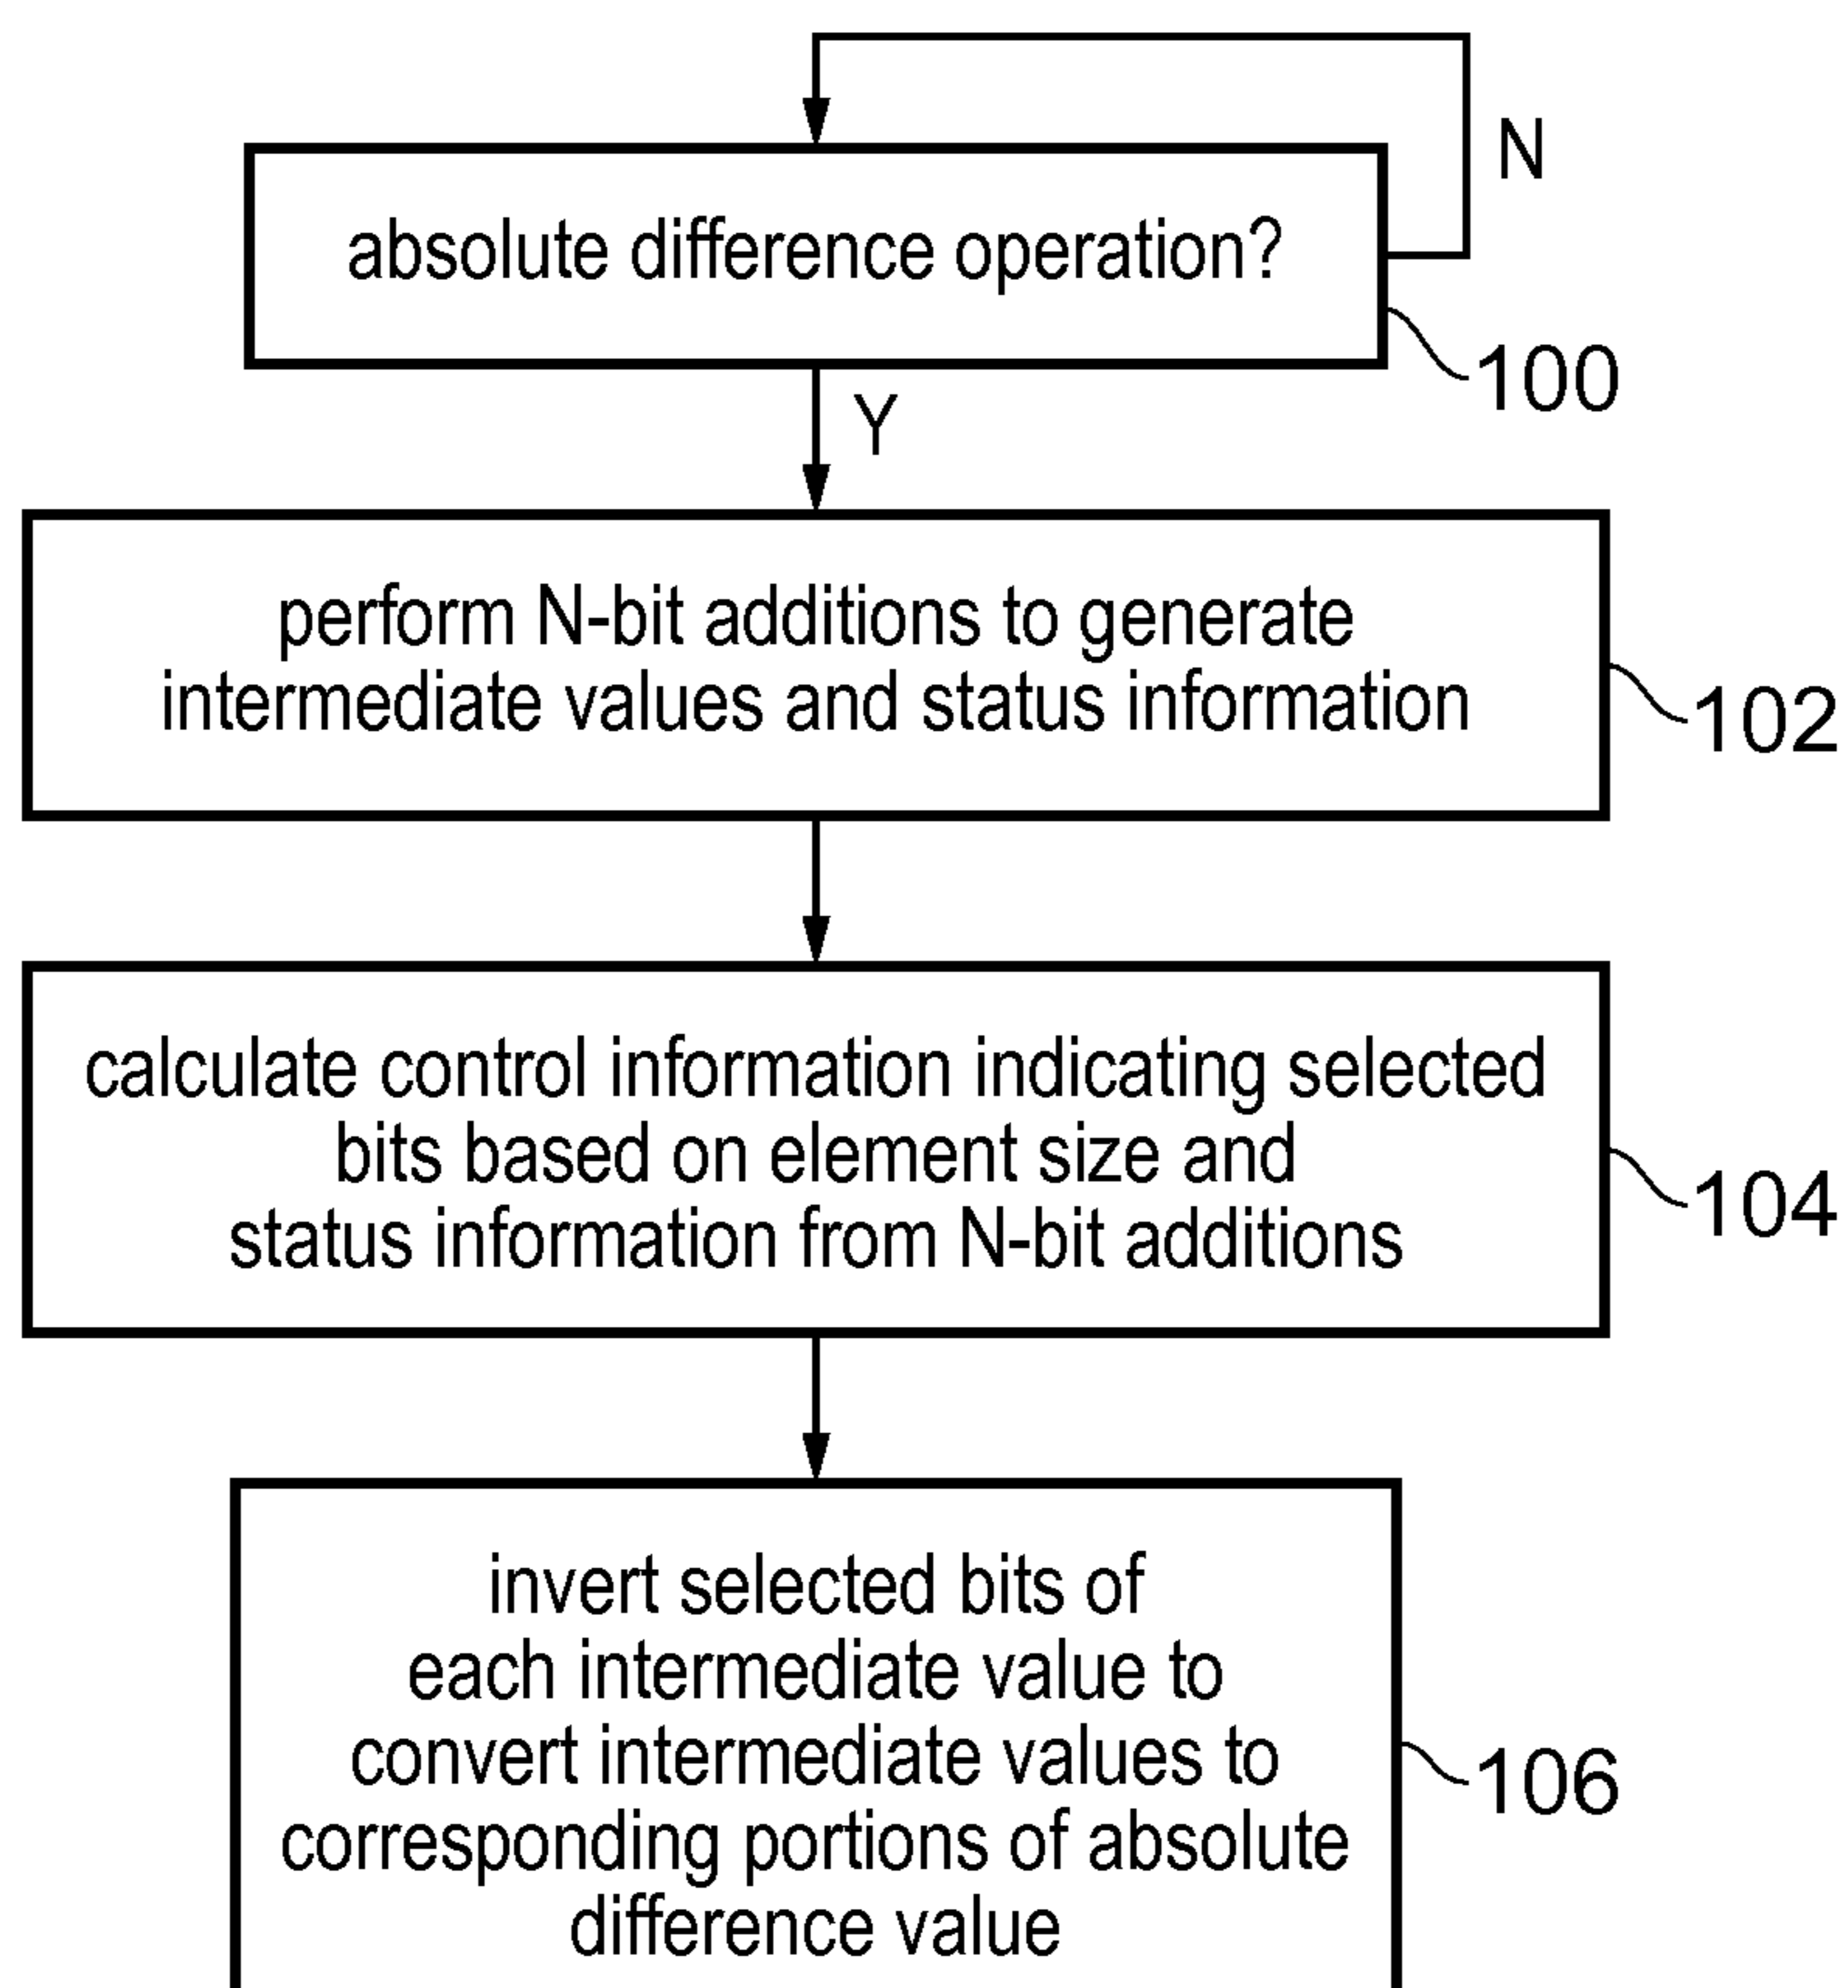 N
absolute difference operation?
100
Y
perform N-bit additions to generate
intermediate values and status information
102
calculate control information indicating selected
bits based on element size and
status information from N-bit additions
104
invert selected bits of
each intermediate value to
convert intermediate values to
corresponding portions of absolute
difference value
106